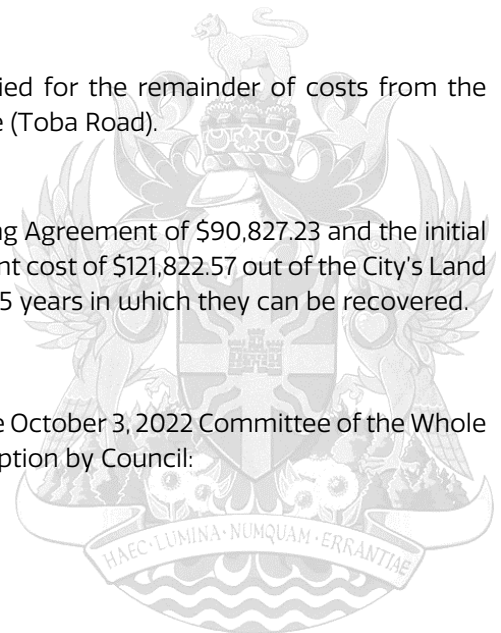 ied for the remainder of costs from the
e (Toba Road).
ng Agreement of $90,827.23 and the initial
nt cost of $121,822.57 out of the City's Land
5 years in which they can be recovered.
e October 3, 2022 Committee of the Whole
ption by Council:
HAEC·LUMINA·NUMQUAM·ERRANTIAE